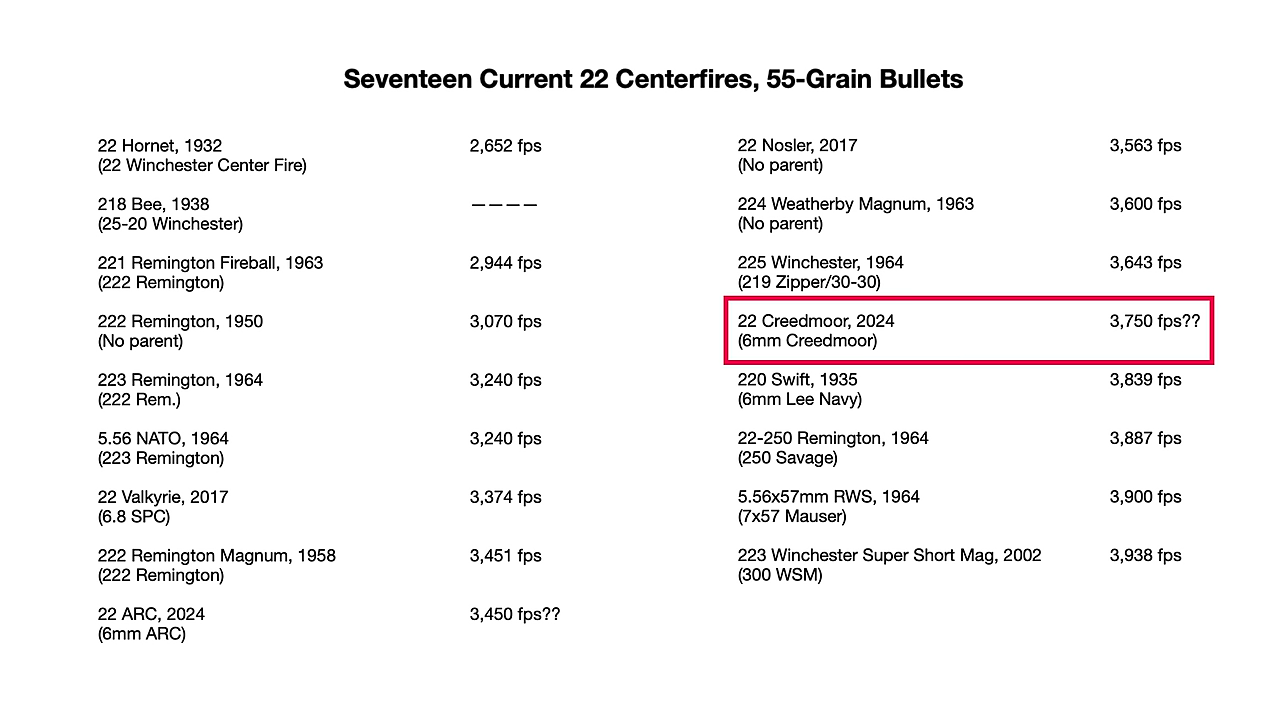 Seventeen Current 22 Centerfires, 55-Grain Bullets
22 Hornet, 1932 2,652 fps
(22 Winchester Center Fire)
218 Bee, 1938 ————
(25-20 Winchester)
221 Remington Fireball, 1963 2,944 fps
(222 Remington)
222 Remington, 1950 3,070 fps
(No parent)
223 Remington, 1964 3,240 fps
(222 Rem.)
5.56 NATO, 1964 3,240 fps
(223 Remington)
22 Valkyrie, 2017 3,374 fps
(6.8 SPC)
222 Remington Magnum, 1958 3,451 fps
(222 Remington)
22 ARC, 2024 3,450 fps??
(6mm ARC)
22 Nosler, 2017 3,563 fps
(No parent)
224 Weatherby Magnum, 1963 3,600 fps
(No parent)
225 Winchester, 1964 3,643 fps
(219 Zipper/30-30)
22 Creedmoor, 2024 3,750 fps??
(6mm Creedmoor)
220 Swift, 1935 3,839 fps
(6mm Lee Navy)
22-250 Remington, 1964 3,887 fps
(250 Savage)
5.56x57mm RWS, 1964 3,900 fps
(7x57 Mauser)
223 Winchester Super Short Mag, 2002 3,938 fps
(300 WSM)